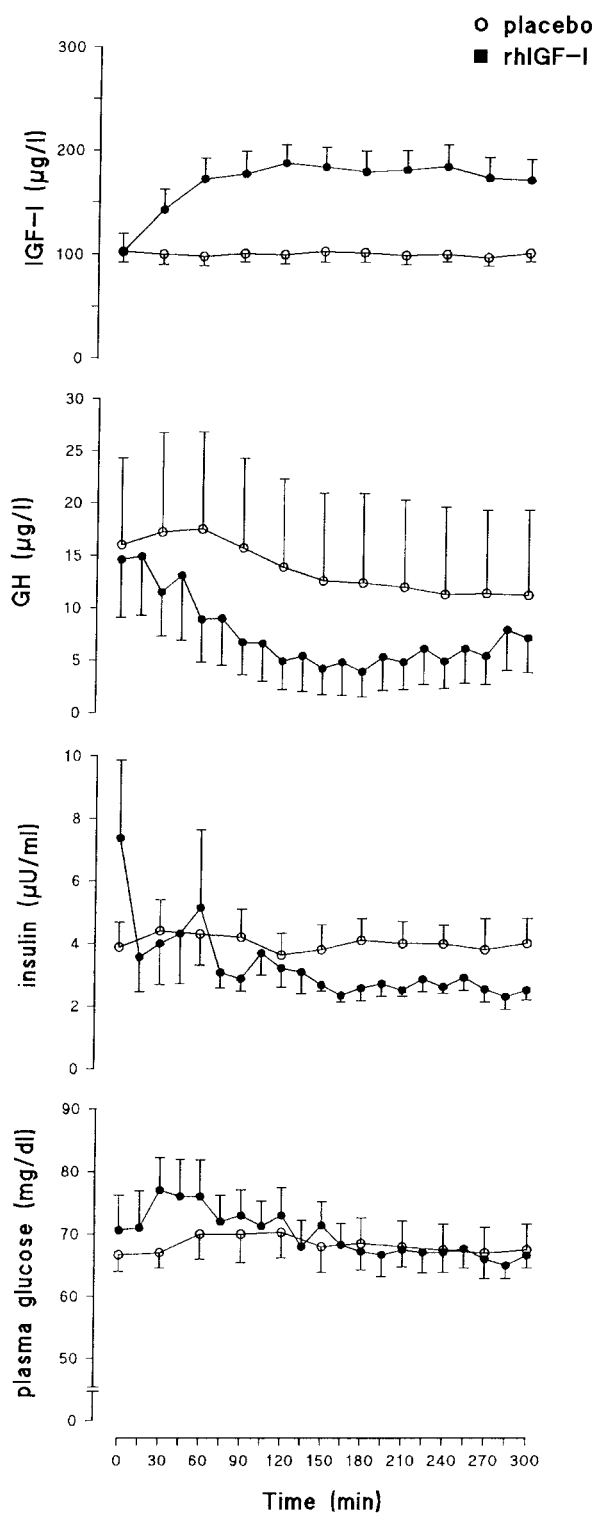 placebo
rhIGF-I
300
200
100
0
IGF-I (µg/l)
30
25
20
15
10
5
0
GH (µg/l)
10
8
6
4
2
0
insulin (µU/ml)
90
80
70
60
50
0
plasma glucose (mg/dl)
0 30 60 90 120 150 180 210 240 270 300
Time (min)